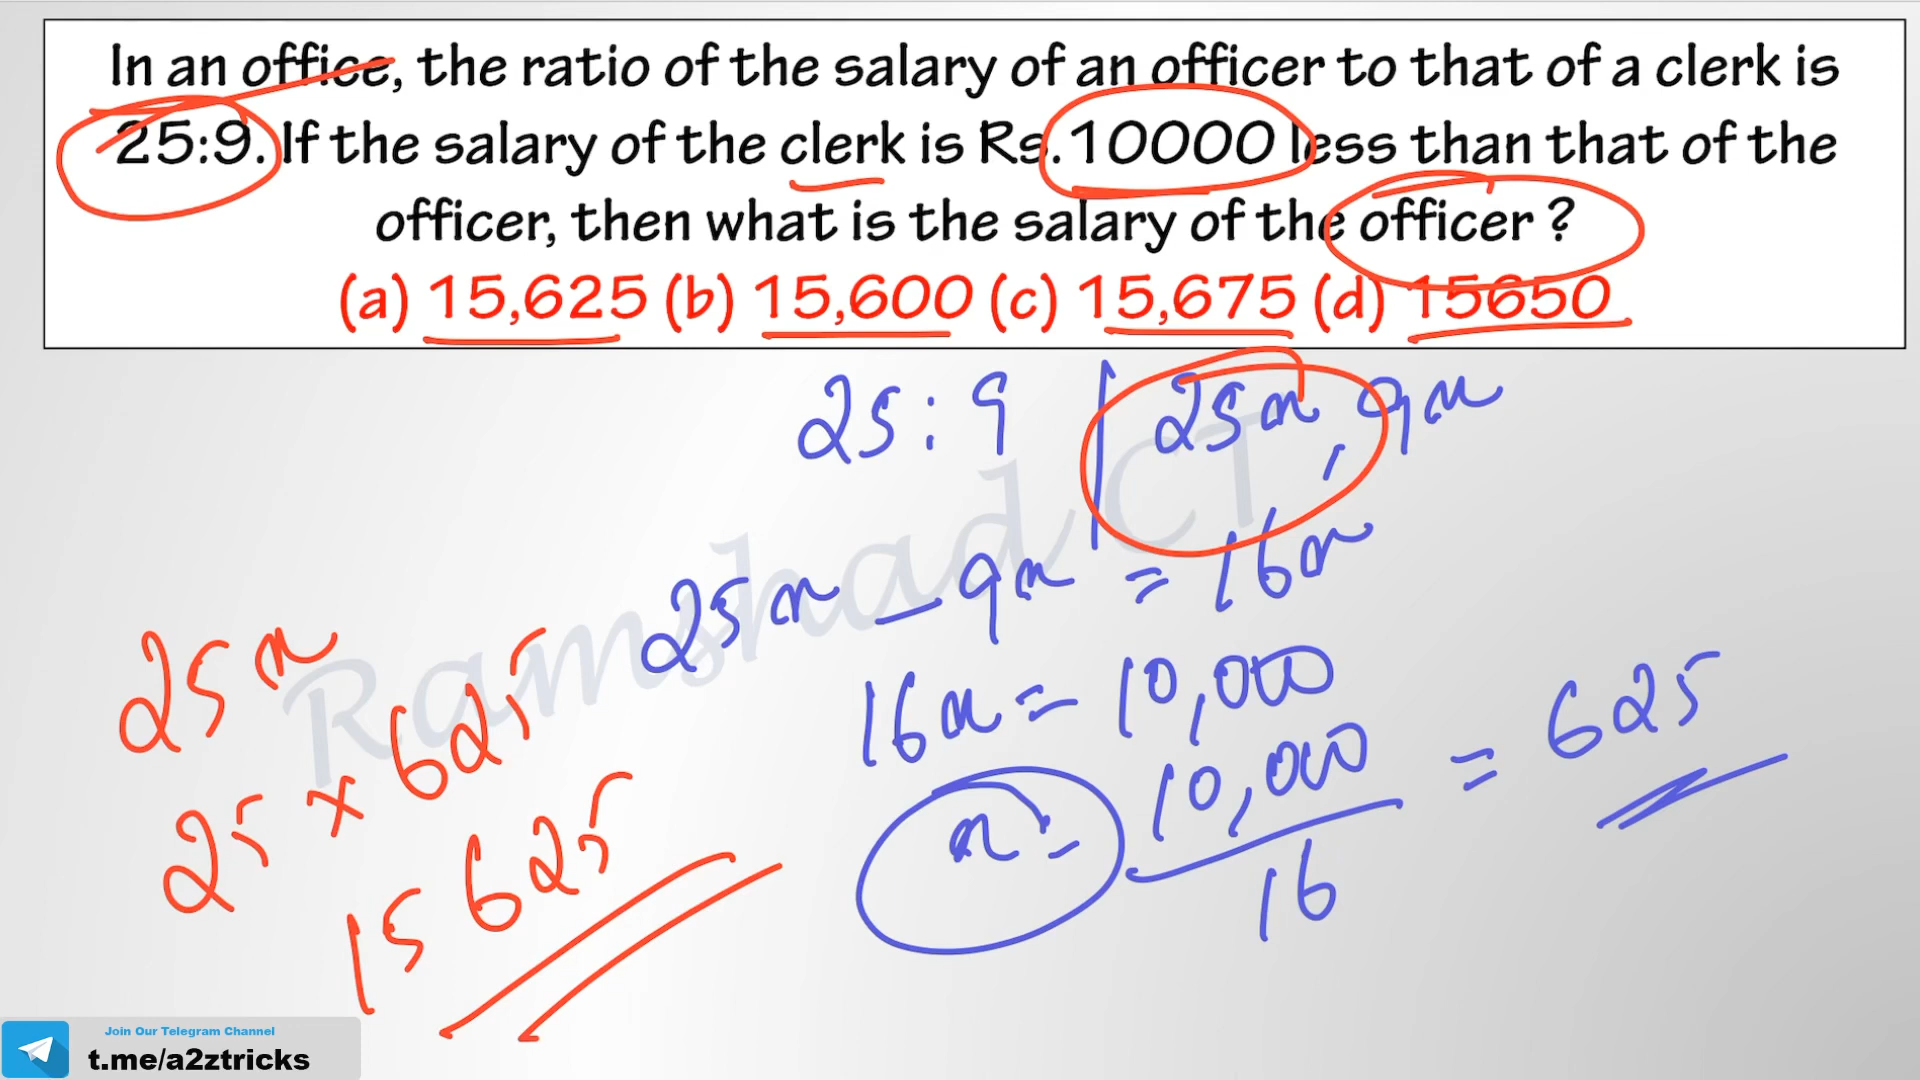 In an office, the ratio of the salary of an officer to that of a clerk is
25:9. If the salary of the clerk is Rs.10000 less than that of the
officer, then what is the salary of the officer ?
(a) 15,625 (b) 15,600 (c) 15,675 (d) 15650
25:9 | 25x, 9x
25x - 9x = 16x
16x = 10,000
x = 10,000/16 = 625
25x
25 × 625
15625
Ramshad CT
Join Our Telegram Channel
t.me/a2ztricks